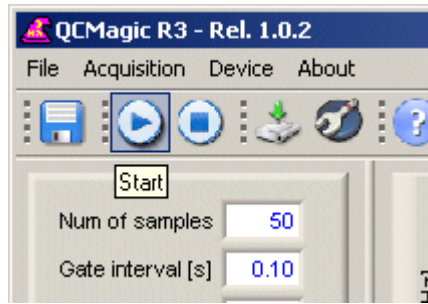 QCMagic R3 - Rel. 1.0.2
File Acquisition Device About
?
Start
Num of samples 50
Gate interval [s] 0.10